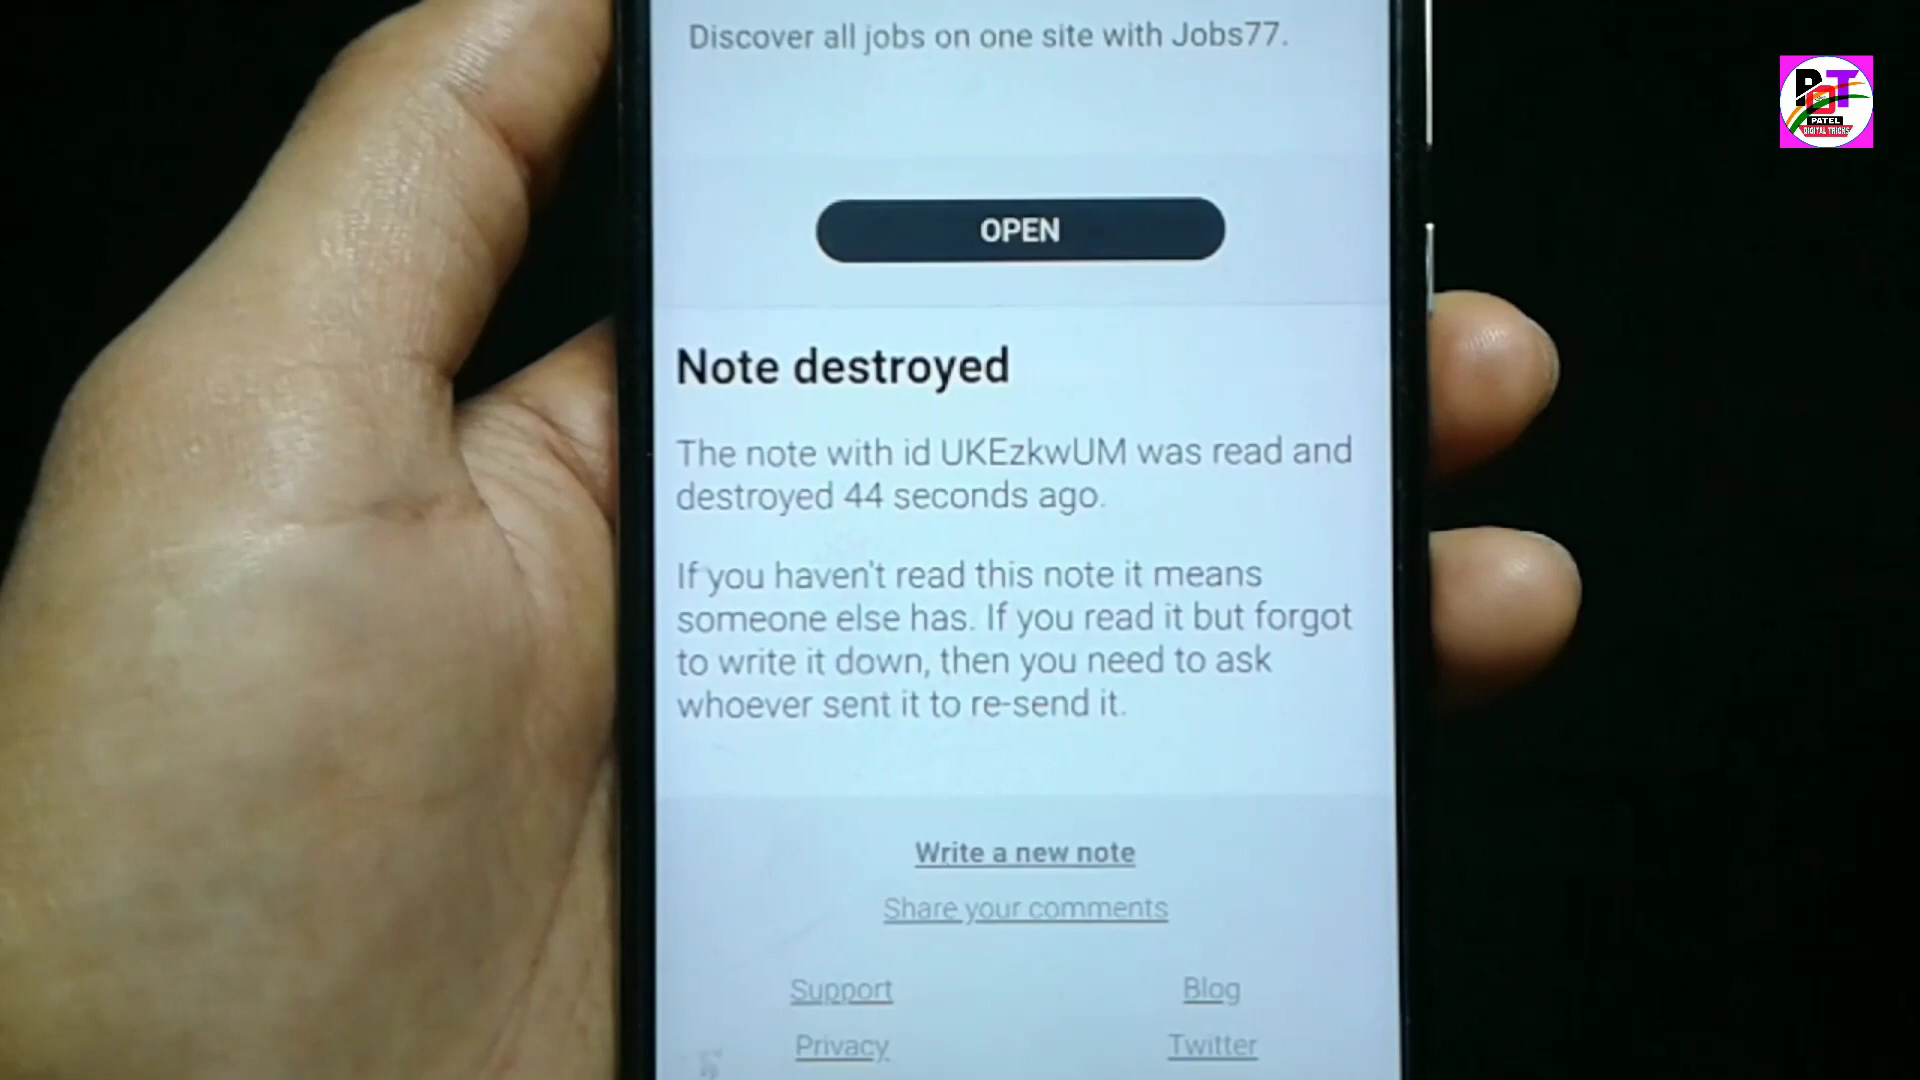 Discover all jobs on one site with Jobs77.
PDT
PATEL
DIGITAL TRICKS
OPEN
Note destroyed
The note with id UKEzkwUM was read and
destroyed 44 seconds ago.
If you haven't read this note it means
someone else has. If you read it but forgot
to write it down, then you need to ask
whoever sent it to re-send it.
Write a new note
Share your comments
Support
Blog
Privacy
Twitter